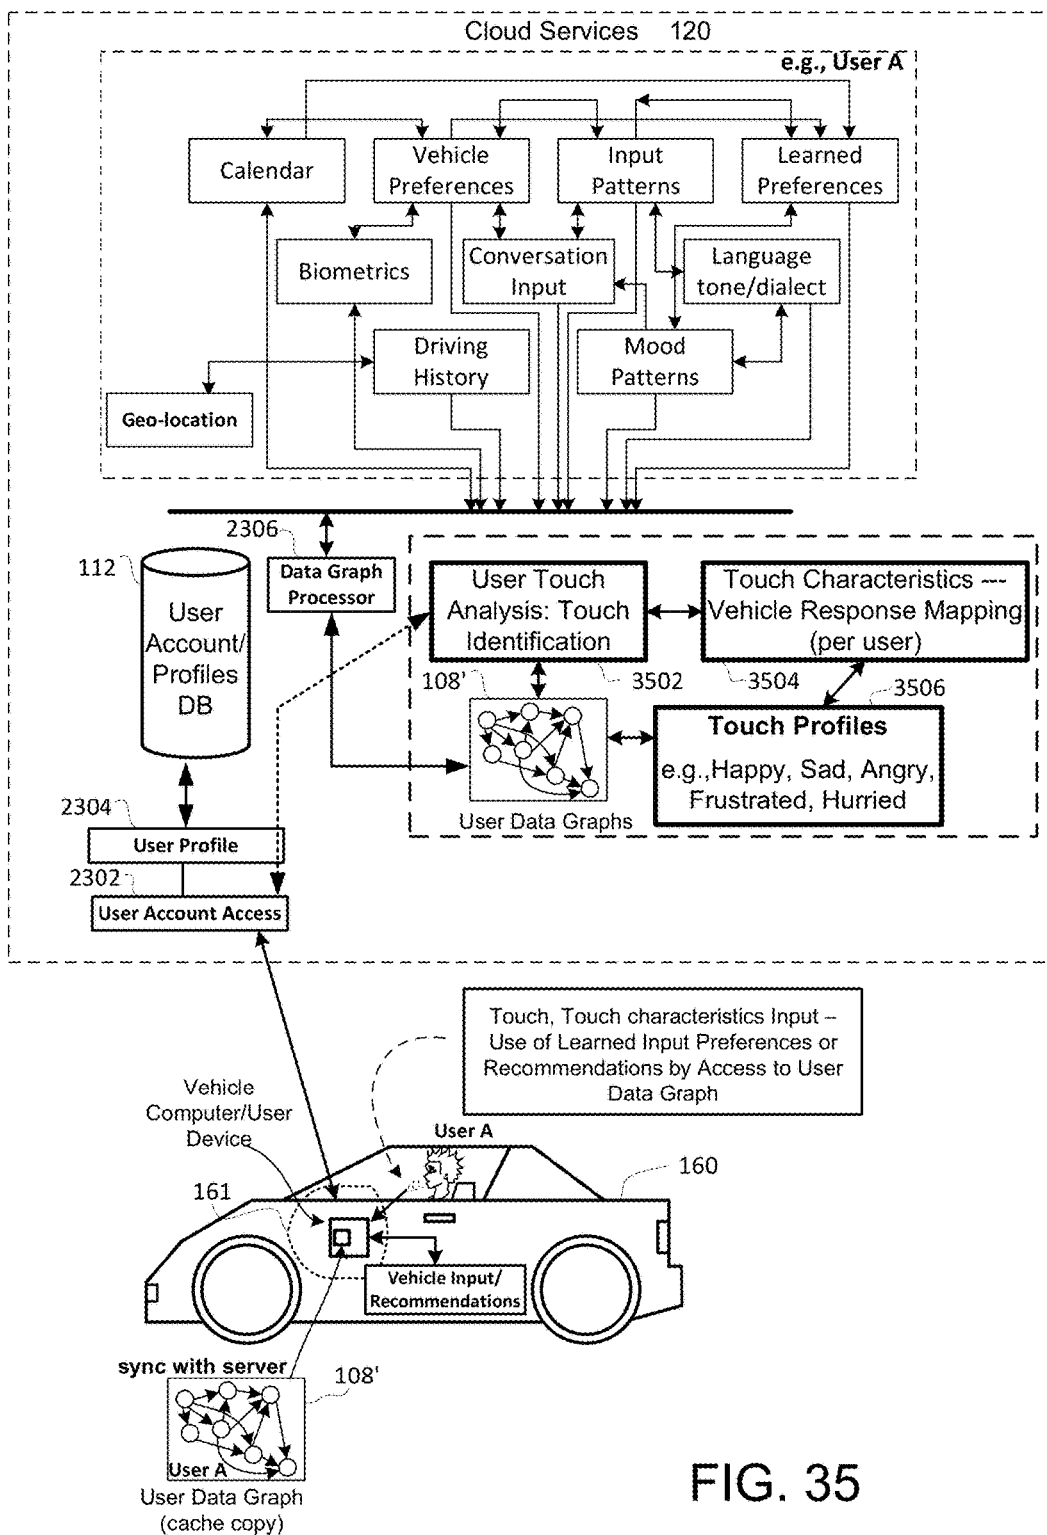 Cloud Services 120
e.g., User A
Calendar
Vehicle
Preferences
Input
Patterns
Learned
Preferences
Biometrics
Conversation
Input
Language
tone/dialect
Driving
History
Mood
Patterns
Geo-location
2306
112
Data Graph
Processor
User
Account/
Profiles
DB
User Touch
Analysis: Touch
Identification
Touch Characteristics ---
Vehicle Response Mapping
(per user)
108'
3502
3504
3506
Touch Profiles
e.g.,Happy, Sad, Angry,
Frustrated, Hurried
User Data Graphs
2304
User Profile
2302
User Account Access
Touch, Touch characteristics Input –
Use of Learned Input Preferences or
Recommendations by Access to User
Data Graph
Vehicle
Computer/User
Device
User A
160
161
Vehicle Input/
Recommendations
sync with server
108'
User A
User Data Graph
(cache copy)
FIG. 35